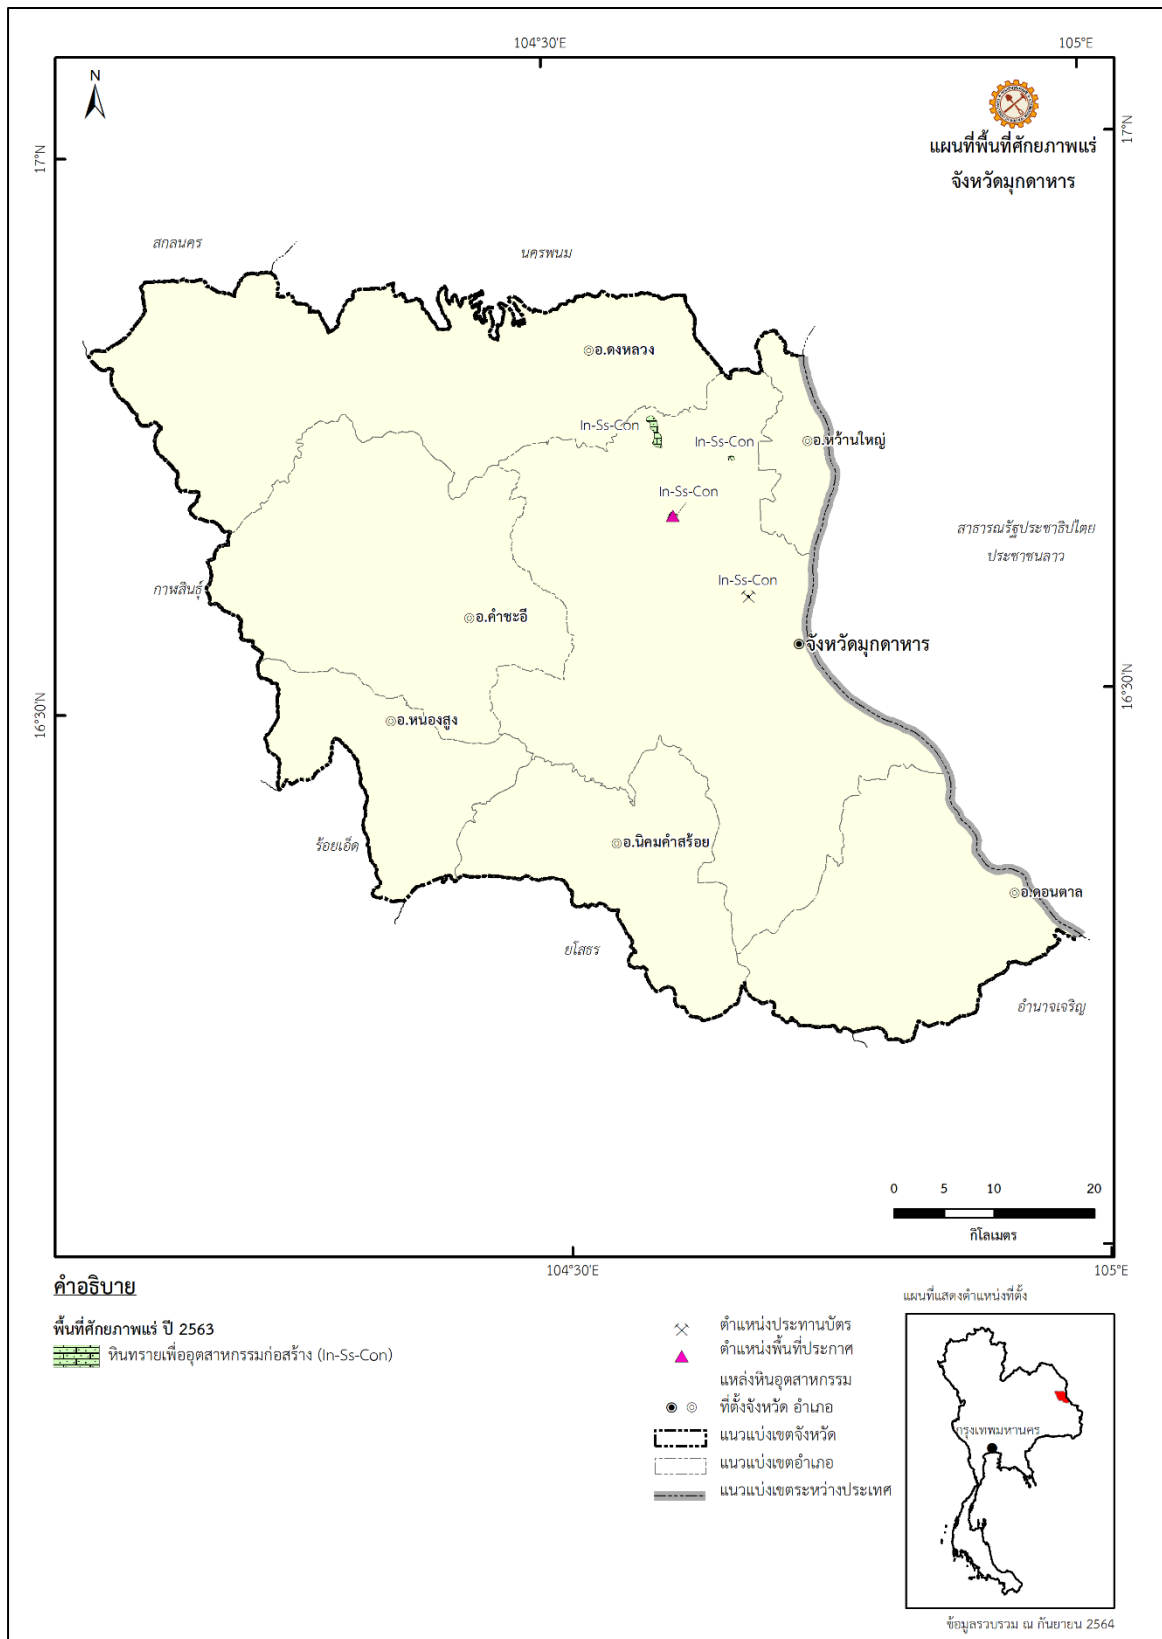 104°30'E
105°E
N
17°N
17°N
แผนที่พื้นที่ศักยภาพแร่
จังหวัดมุกดาหาร
สกลนคร
นครพนม
อ.ดงหลวง
In-Ss-Con
In-Ss-Con
อ.หว้านใหญ่
In-Ss-Con
สาธารณรัฐประชาธิปไตย
ประชาชนลาว
กาฬสินธุ์
In-Ss-Con
อ.คำชะอี
จังหวัดมุกดาหาร
16°30'N
16°30'N
อ.หนองสูง
ร้อยเอ็ด
อ.นิคมคำสร้อย
อ.ดอนตาล
ยโสธร
อำนาจเจริญ
0 5 10 20
กิโลเมตร
104°30'E
105°E
คำอธิบาย
พื้นที่ศักยภาพแร่ ปี 2563
หินทรายเพื่ออุตสาหกรรมก่อสร้าง (In-Ss-Con)
ตำแหน่งประทานบัตร
ตำแหน่งพื้นที่ประกาศ
แหล่งหินอุตสาหกรรม
ที่ตั้งจังหวัด อำเภอ
แนวแบ่งเขตจังหวัด
แนวแบ่งเขตอำเภอ
แนวแบ่งเขตระหว่างประเทศ
แผนที่แสดงตำแหน่งที่ตั้ง
กรุงเทพมหานคร
ข้อมูลรวบรวม ณ กันยายน 2564